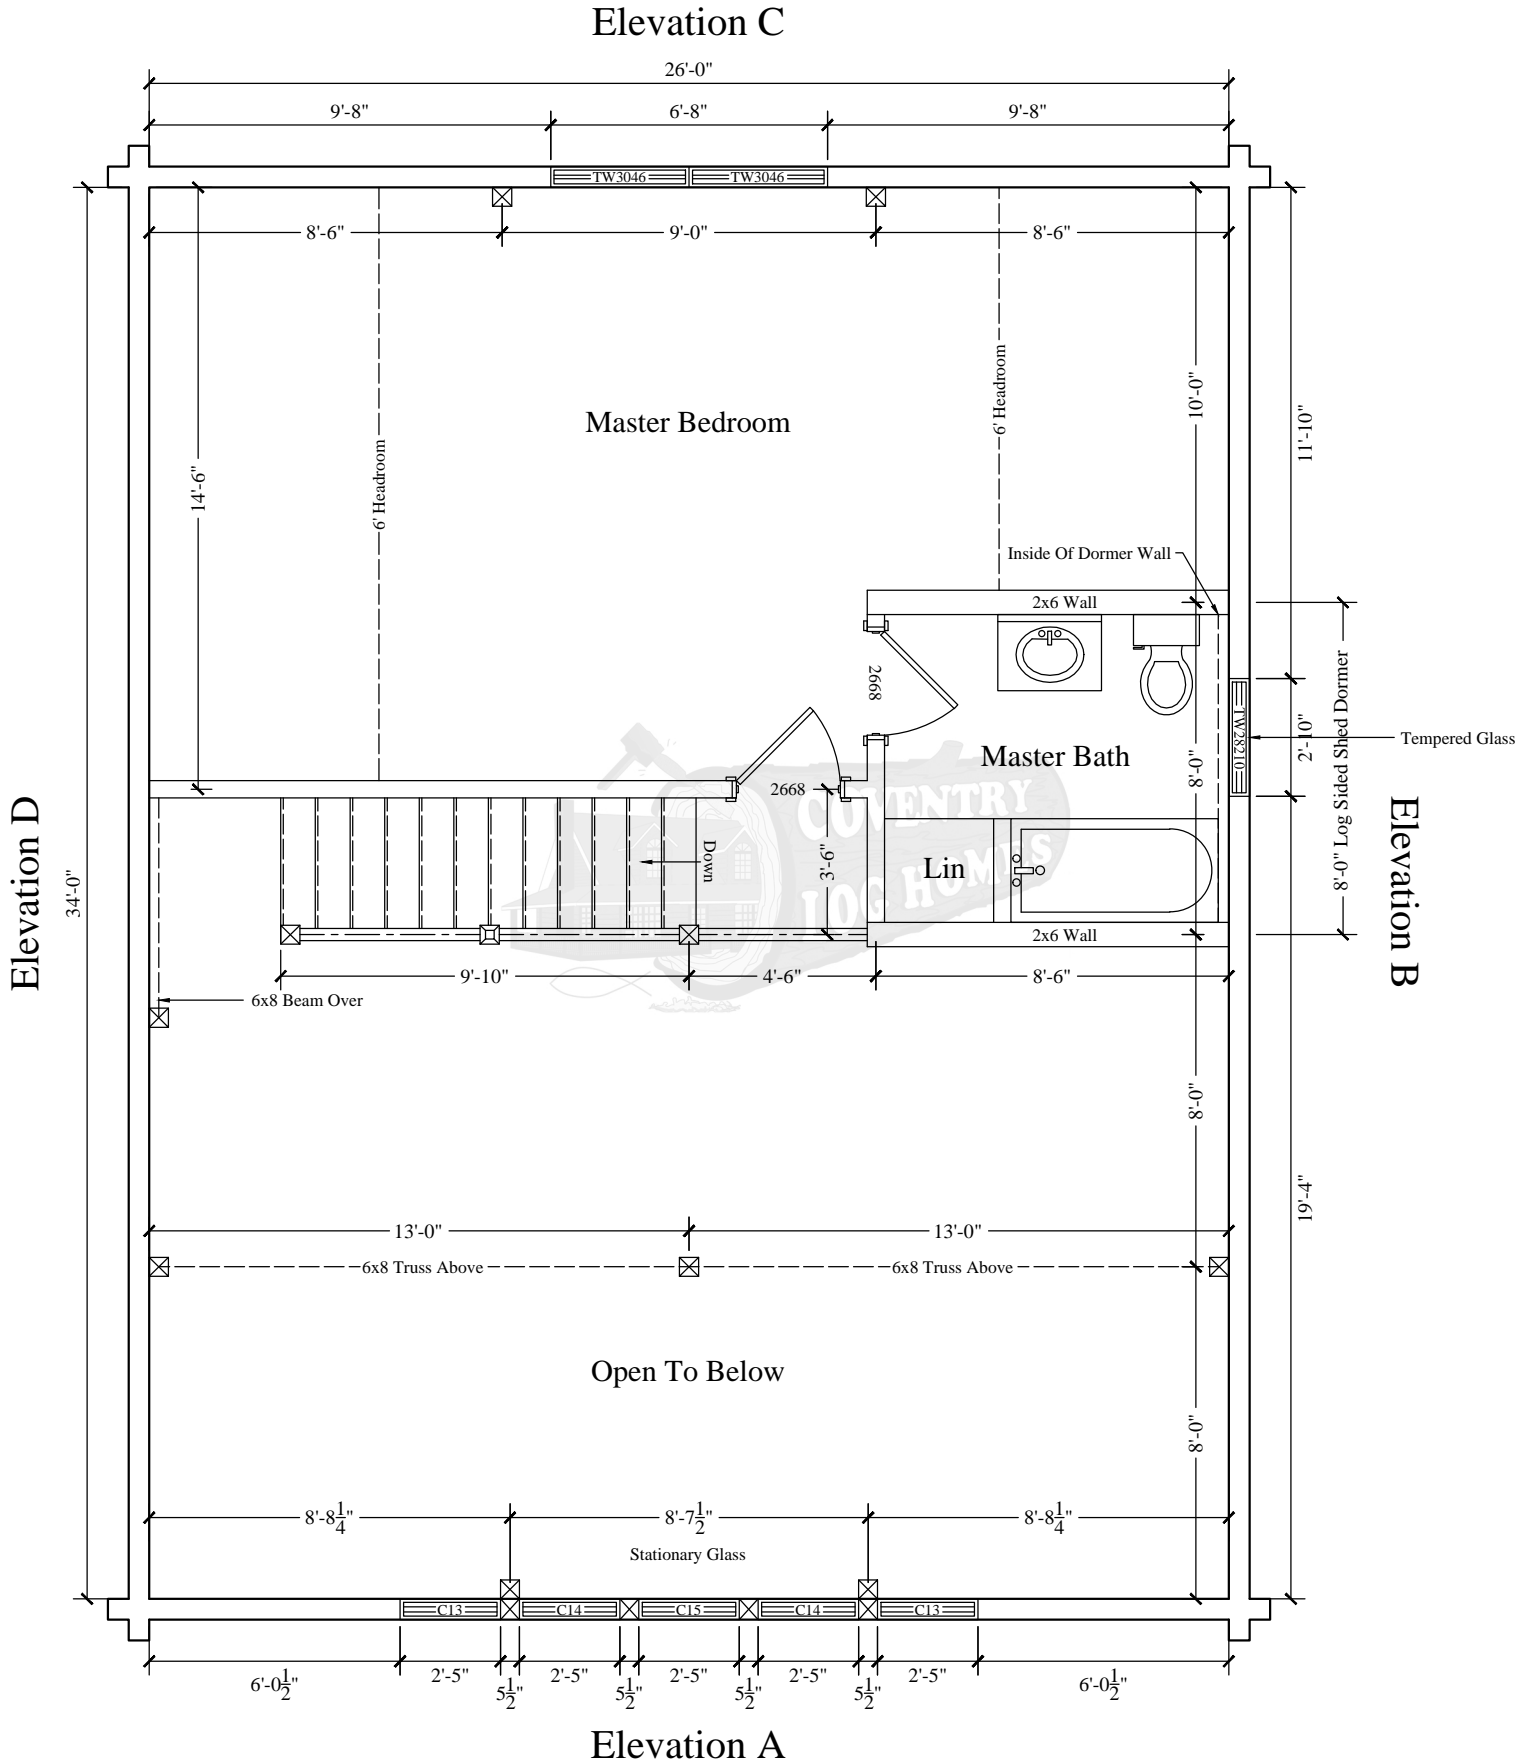 Elevation C
26'-0"
9'-8" 6'-8" 9'-8"
TW3046 TW3046
8'-6" 9'-0" 8'-6"
6' Headroom
6' Headroom
10'-0"
11'-10"
Master Bedroom
14'-6"
Inside Of Dormer Wall
2x6 Wall
2668
8'-0" Log Sided Shed Dormer
TW28210
2'-10"
Tempered Glass
Master Bath
8'-0"
2668
COVENTRY
LOG HOMES
Down
3'-6"
Lin
Elevation D
34'-0"
Elevation B
2x6 Wall
9'-10" 4'-6" 8'-6"
6x8 Beam Over
8'-0"
19'-4"
13'-0" 13'-0"
6x8 Truss Above 6x8 Truss Above
Open To Below
8'-0"
8'-8 1/4" 8'-7 1/2" 8'-8 1/4"
Stationary Glass
C13 C14 C15 C14 C13
6'-0 1/2" 2'-5" 5 1/2" 2'-5" 5 1/2" 2'-5" 5 1/2" 2'-5" 5 1/2" 2'-5" 6'-0 1/2"
Elevation A